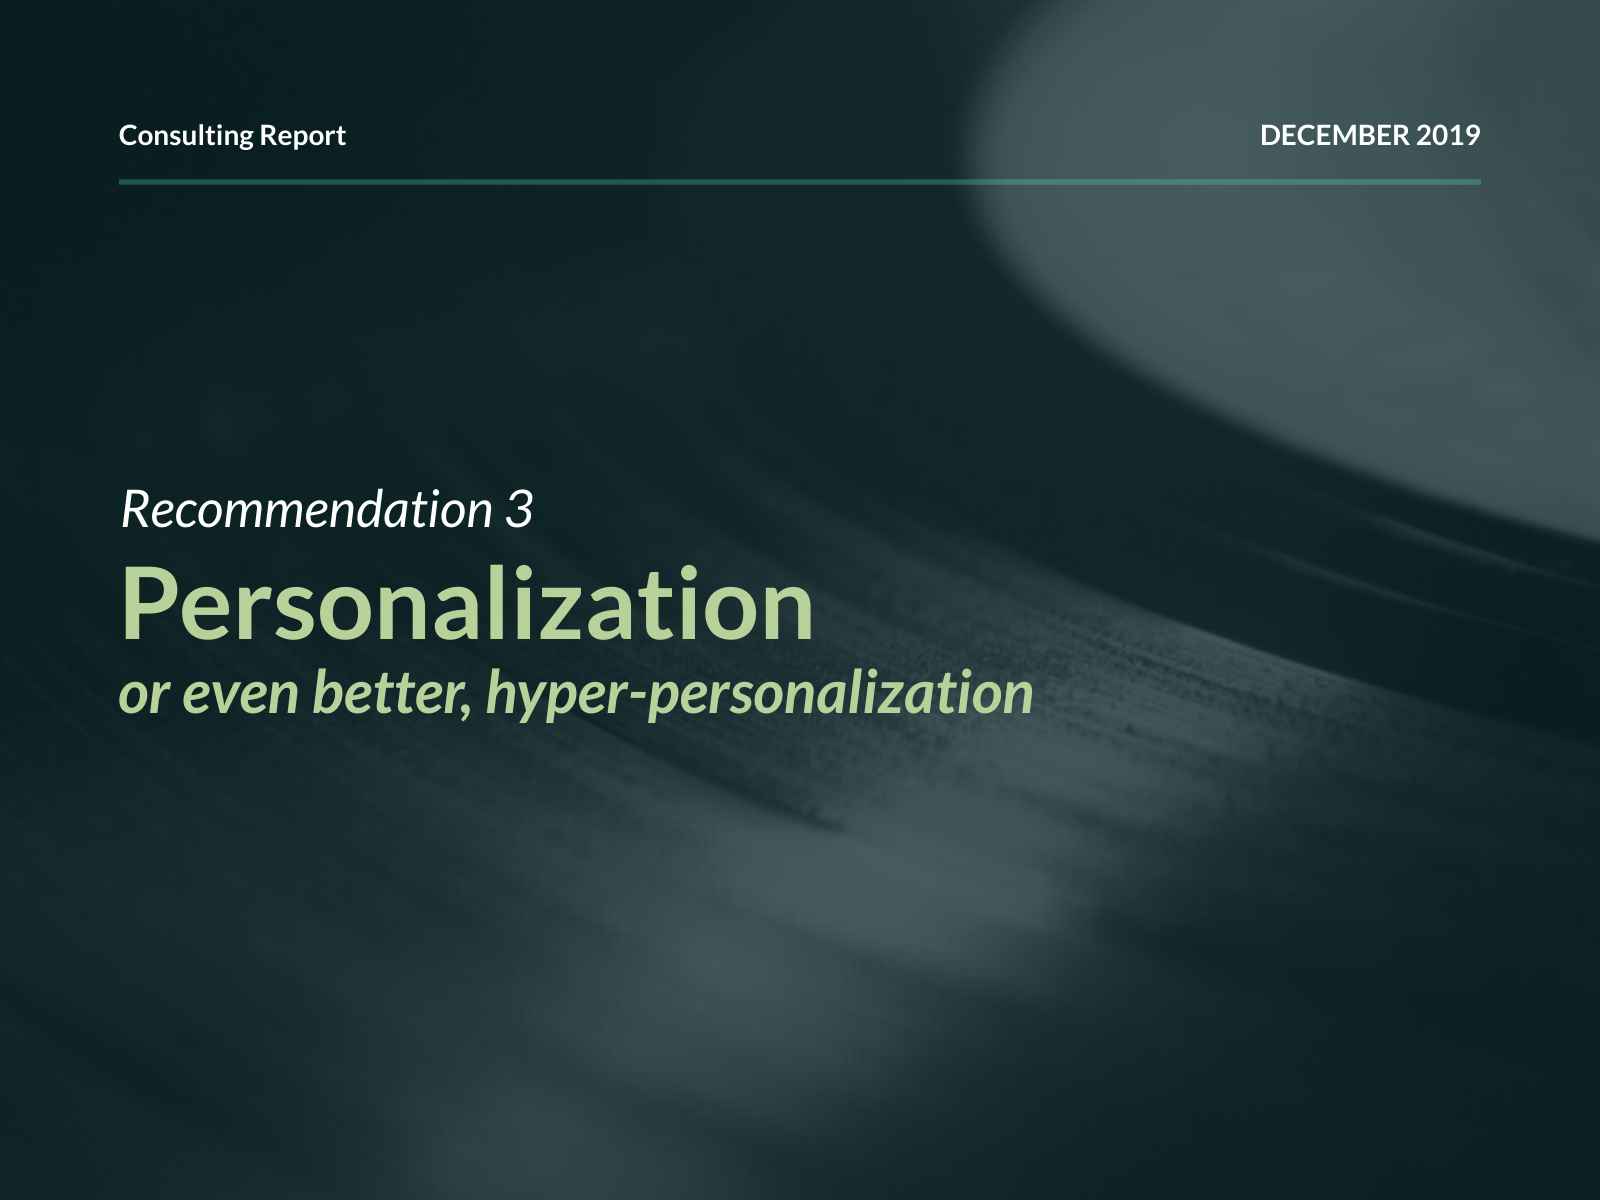 Consulting Report
DECEMBER 2019
Recommendation 3
Personalization
or even better, hyper-personalization